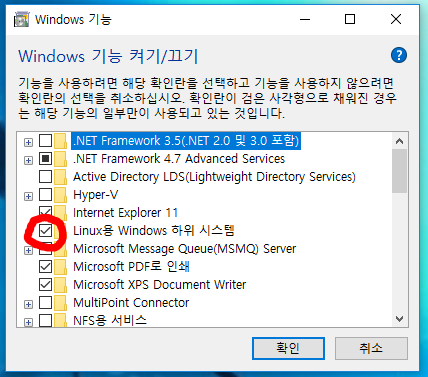 Windows 기능
Windows 기능 켜기/끄기
기능을 사용하려면 해당 확인란을 선택하고 기능을 사용하지 않으려면
확인란의 선택을 취소하십시오. 확인란이 검은 사각형으로 채워진 경우
는 해당 기능의 일부만이 사용되고 있는 것입니다.
.NET Framework 3.5(.NET 2.0 및 3.0 포함)
.NET Framework 4.7 Advanced Services
Active Directory LDS(Lightweight Directory Services)
Hyper-V
Internet Explorer 11
Linux용 Windows 하위 시스템
Microsoft Message Queue(MSMQ) Server
Microsoft PDF로 인쇄
Microsoft XPS Document Writer
MultiPoint Connector
NFS용 서비스
확인 취소